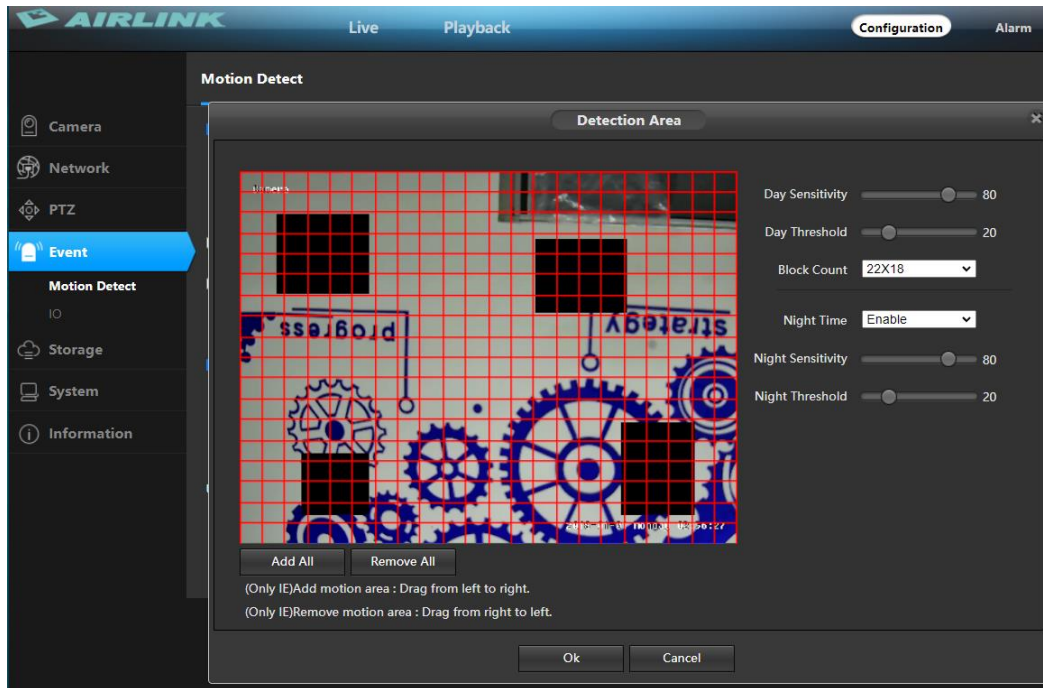 AIRLINK
Live
Playback
Configuration
Alarm
Motion Detect
Camera
Network
PTZ
Event
Motion Detect
IO
Storage
System
Information
Detection Area
progress
strategy
Day Sensitivity
80
Day Threshold
20
Block Count
22X18
Night Time
Enable
Night Sensitivity
80
Night Threshold
20
Add All
Remove All
(Only IE)Add motion area : Drag from left to right.
(Only IE)Remove motion area : Drag from right to left.
Ok
Cancel